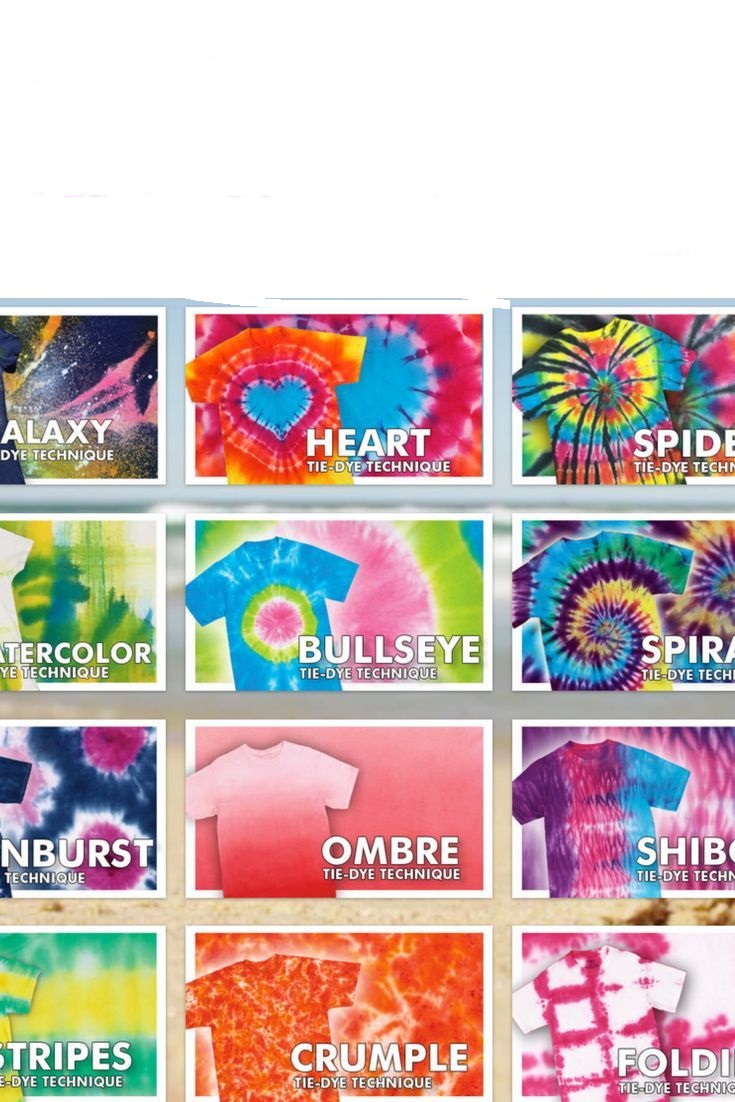 ALAXY
DYE TECHNIQUE
HEART
TIE-DYE TECHNIQUE
SPIDE
TIE-DYE TECHN
ATERCOLOR
YE TECHNIQUE
BULLSEYE
TIE-DYE TECHNIQUE
SPIRA
TIE-DYE TECHN
NBURST
TECHNIQUE
OMBRE
TIE-DYE TECHNIQUE
SHIBO
TIE-DYE TECHN
STRIPES
E-DYE TECHNIQUE
CRUMPLE
TIE-DYE TECHNIQUE
FOLDI
TIE-DYE TECHNIQ